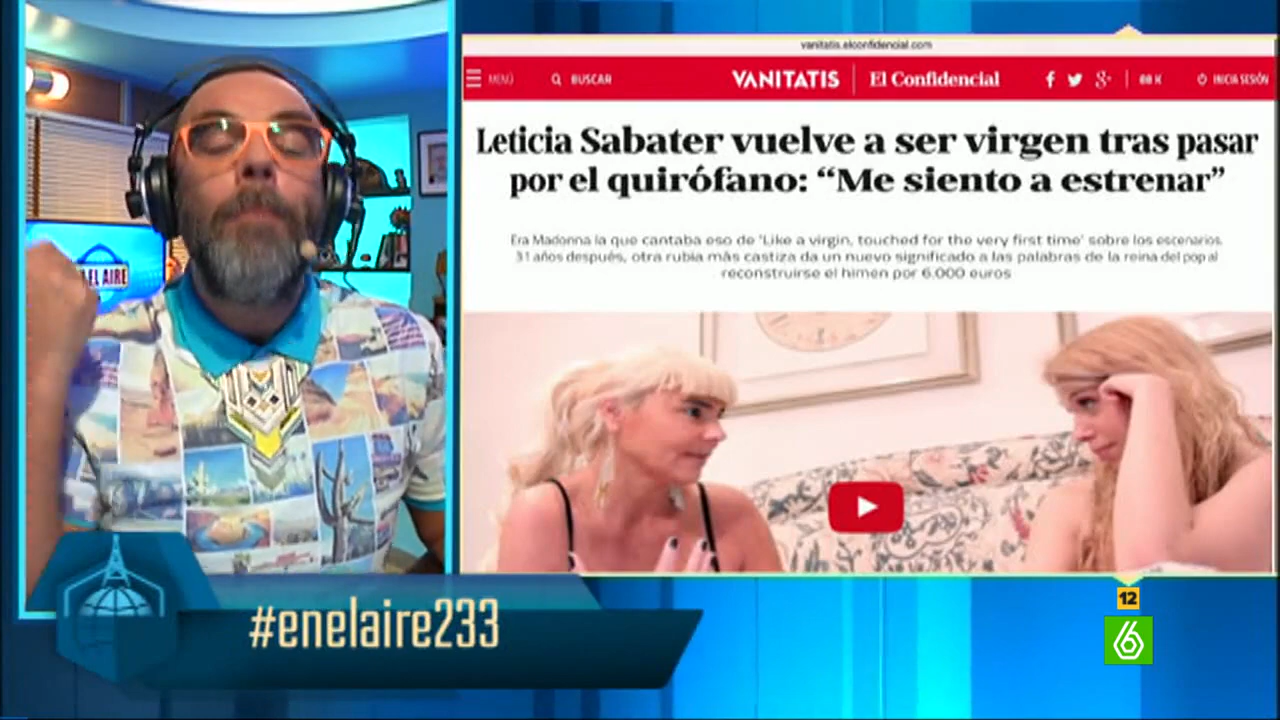 vanitatis.elconfidencial.com
MENÚ
BUSCAR
VANITATIS
El Confidencial
INICIA SESIÓN
Leticia Sabater vuelve a ser virgen tras pasar
por el quirófano: “Me siento a estrenar”
Era Madonna la que cantaba eso de 'Like a virgin, touched for the very first time' sobre los escenarios.
31 años después, otra rubia más castiza da un nuevo significado a las palabras de la reina del pop al
reconstruirse el himen por 6.000 euros
EL AIRE
#enelaire233
12
6